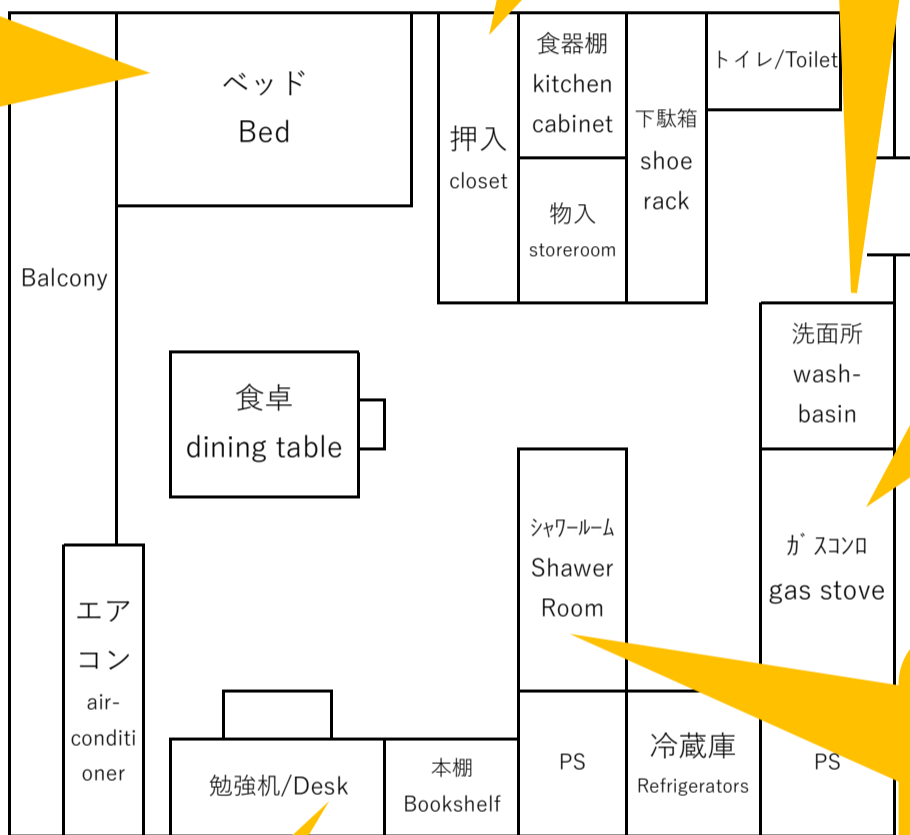 ベッド
Bed
押入
closet
食器棚
kitchen
cabinet
物入
storeroom
下駄箱
shoe
rack
トイレ/Toilet
Balcony
洗面所
wash-
basin
食卓
dining table
シャワールーム
Shawer
Room
ガスコンロ
gas stove
エア
コン
air-
conditi
oner
勉強机/Desk
本棚
Bookshelf
PS
冷蔵庫
Refrigerators
PS